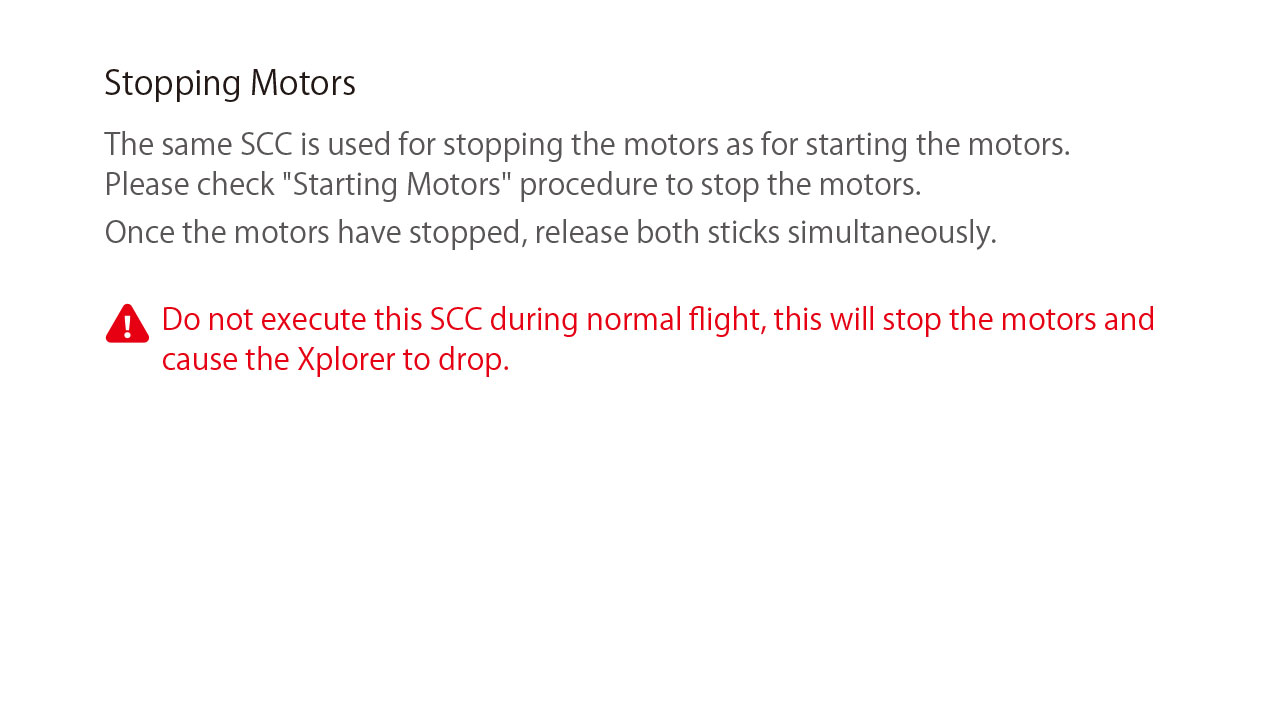 Stopping Motors
The same SCC is used for stopping the motors as for starting the motors.
Please check "Starting Motors" procedure to stop the motors.
Once the motors have stopped, release both sticks simultaneously.
Do not execute this SCC during normal flight, this will stop the motors and
cause the Xplorer to drop.